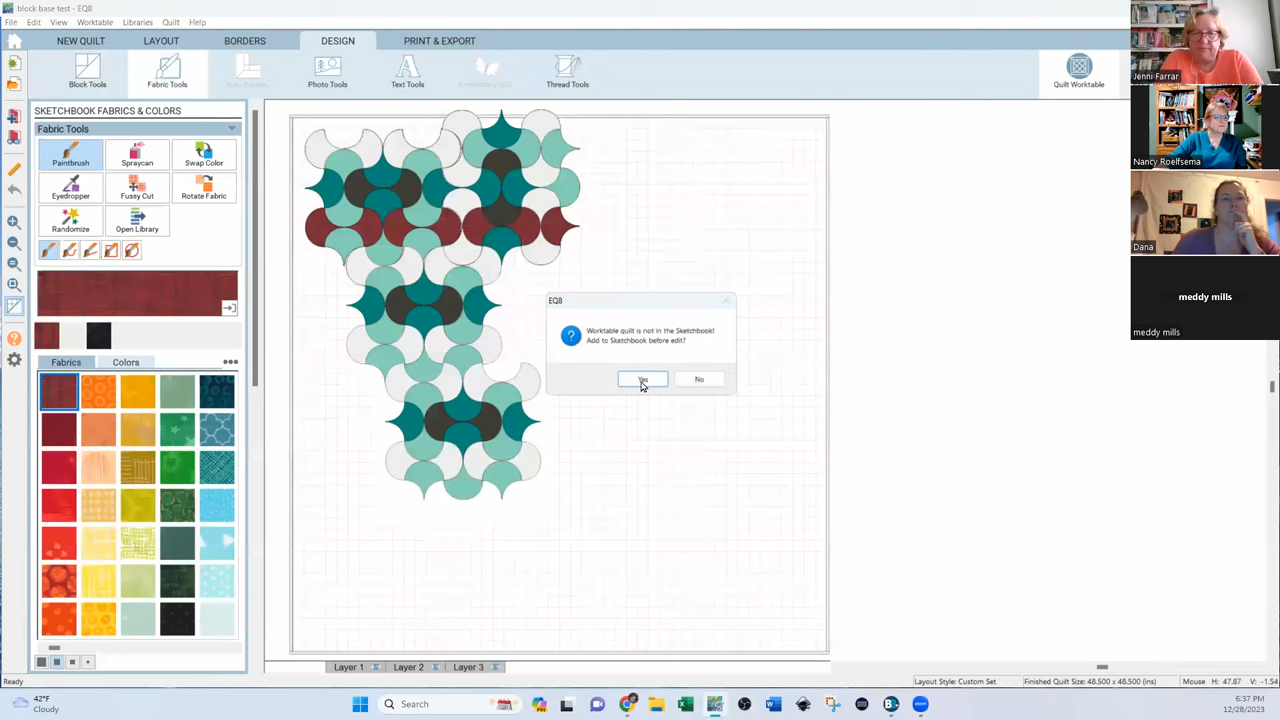 block base test - EQ8
File Edit View Worktable Libraries Quilt Help
NEW QUILT LAYOUT BORDERS DESIGN PRINT & EXPORT
Block Tools Fabric Tools Photo Tools Text Tools Thread Tools Quilt Worktable
SKETCHBOOK FABRICS & COLORS
Fabric Tools
Paintbrush Spraycan Swap Color
Eyedropper Fussy Cut Rotate Fabric
Randomize Open Library
Fabrics Colors
EQ8
Worktable quilt is not in the Sketchbook!
Add to Sketchbook before edit?
Yes No
Jenni Farrar
Nancy Roelfsema
Dana
meddy mills
meddy mills
Layer 1 Layer 2 Layer 3
Ready
Layout Style: Custom Set Finished Quilt Size: 48.500 x 48.500 (ins) Mouse H: 47.87 V: -1.54
42°F
Cloudy
Search
6:37 PM
12/28/2023